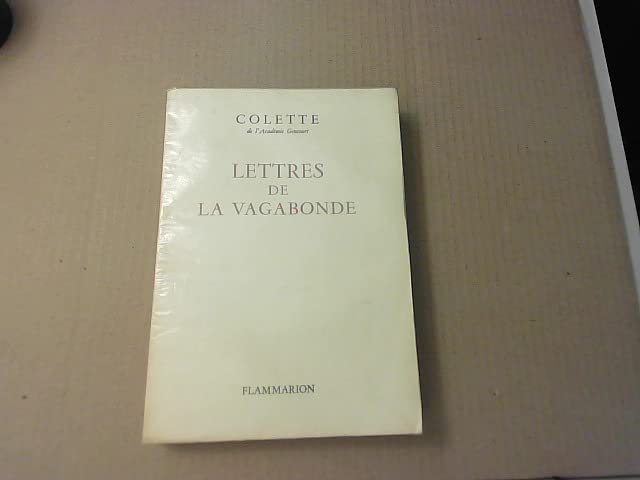 COLETTE
de l'Académie Goncourt
LETTRES
DE
LA VAGABONDE
FLAMMARION